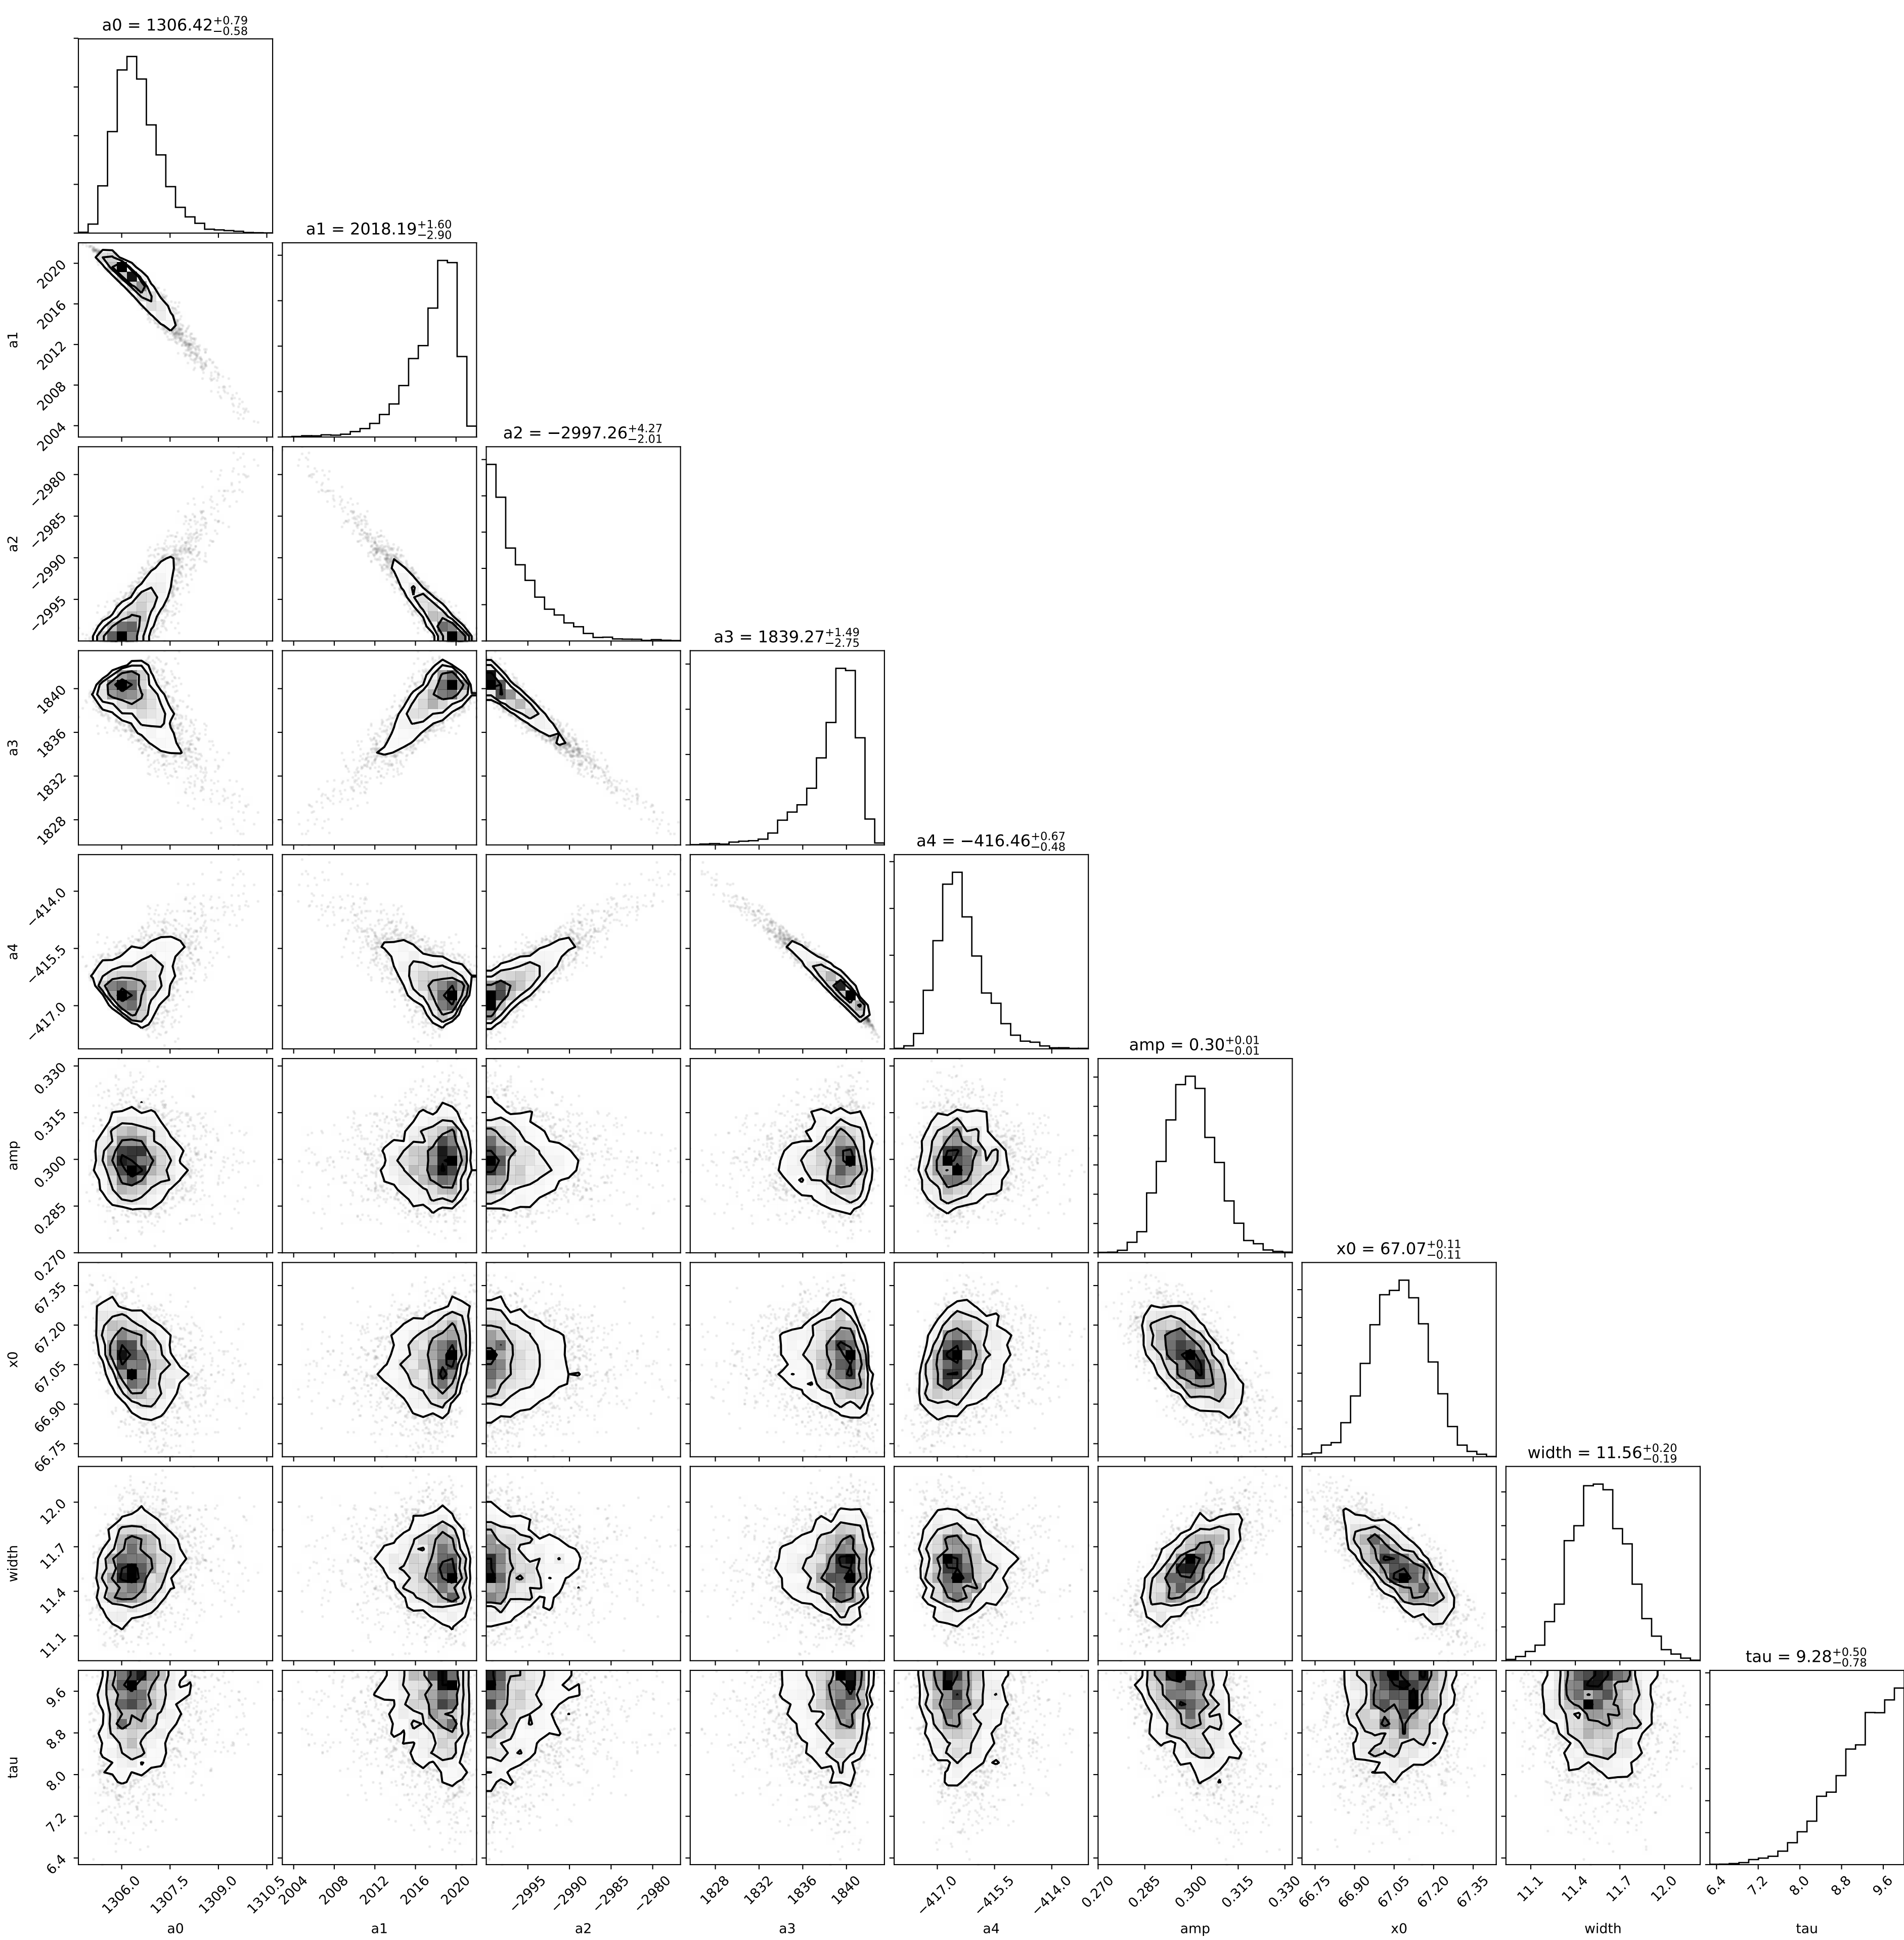 a0 = 1306.42 +0.79 −0.58
a1 = 2018.19 +1.60 −2.90
2020
2016
2012
2008
2004
a1
a2 = −2997.26 +4.27 −2.01
−2980
−2985
−2990
−2995
a2
a3 = 1839.27 +1.49 −2.75
1840
1836
1832
1828
a3
a4 = −416.46 +0.67 −0.48
−414.0
−415.5
−417.0
a4
amp = 0.30 +0.01 −0.01
0.330
0.315
0.300
0.285
0.270
amp
x0 = 67.07 +0.11 −0.11
67.35
67.20
67.05
66.90
66.75
x0
width = 11.56 +0.20 −0.19
12.0
11.7
11.4
11.1
width
tau = 9.28 +0.50 −0.78
9.6
8.8
8.0
7.2
6.4
tau
1306.0 1307.5 1309.0 1310.5 2004 2008 2012 2016 2020 −2995 −2990 −2985 −2980 1828 1832 1836 1840 −417.0 −415.5 −414.0 0.270 0.285 0.300 0.315 0.330 66.75 66.90 67.05 67.20 67.35 11.1 11.4 11.7 12.0 6.4 7.2 8.0 8.8 9.6
a0 a1 a2 a3 a4 amp x0 width tau